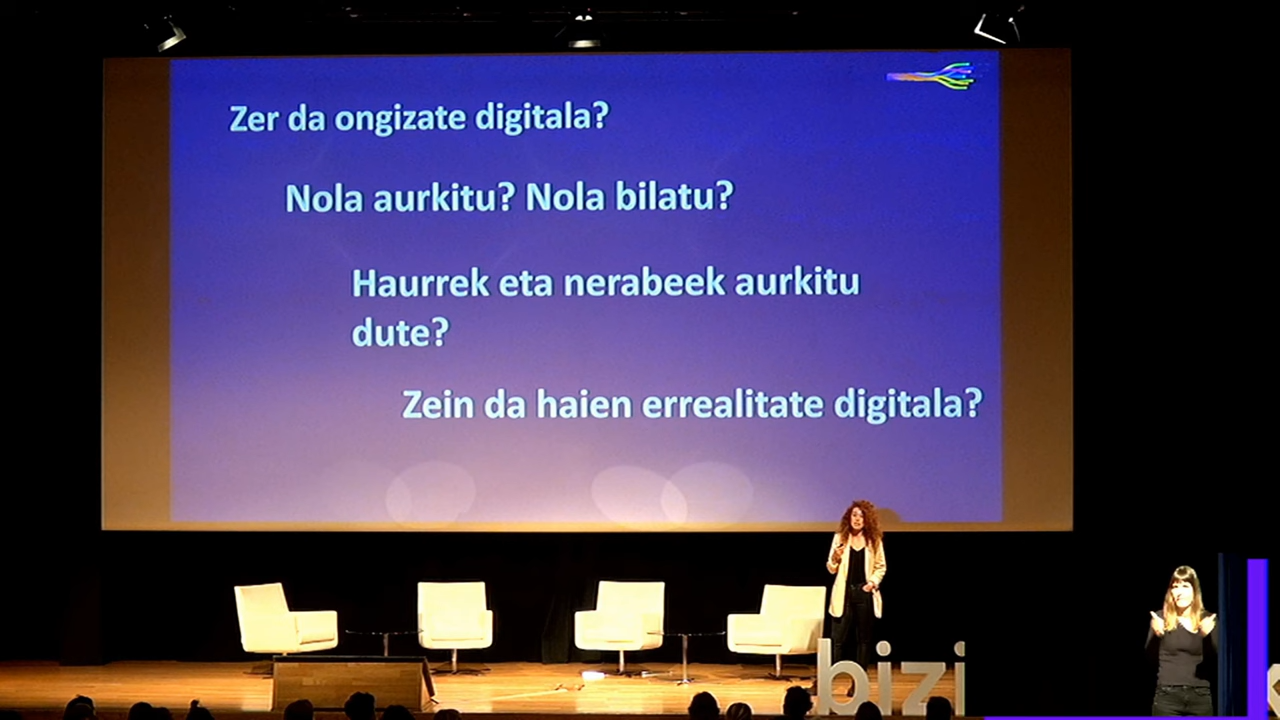 Zer da ongizate digitala?
Nola aurkitu? Nola bilatu?
Haurrek eta nerabeek aurkitu
dute?
Zein da haien errealitate digitala?
bizi